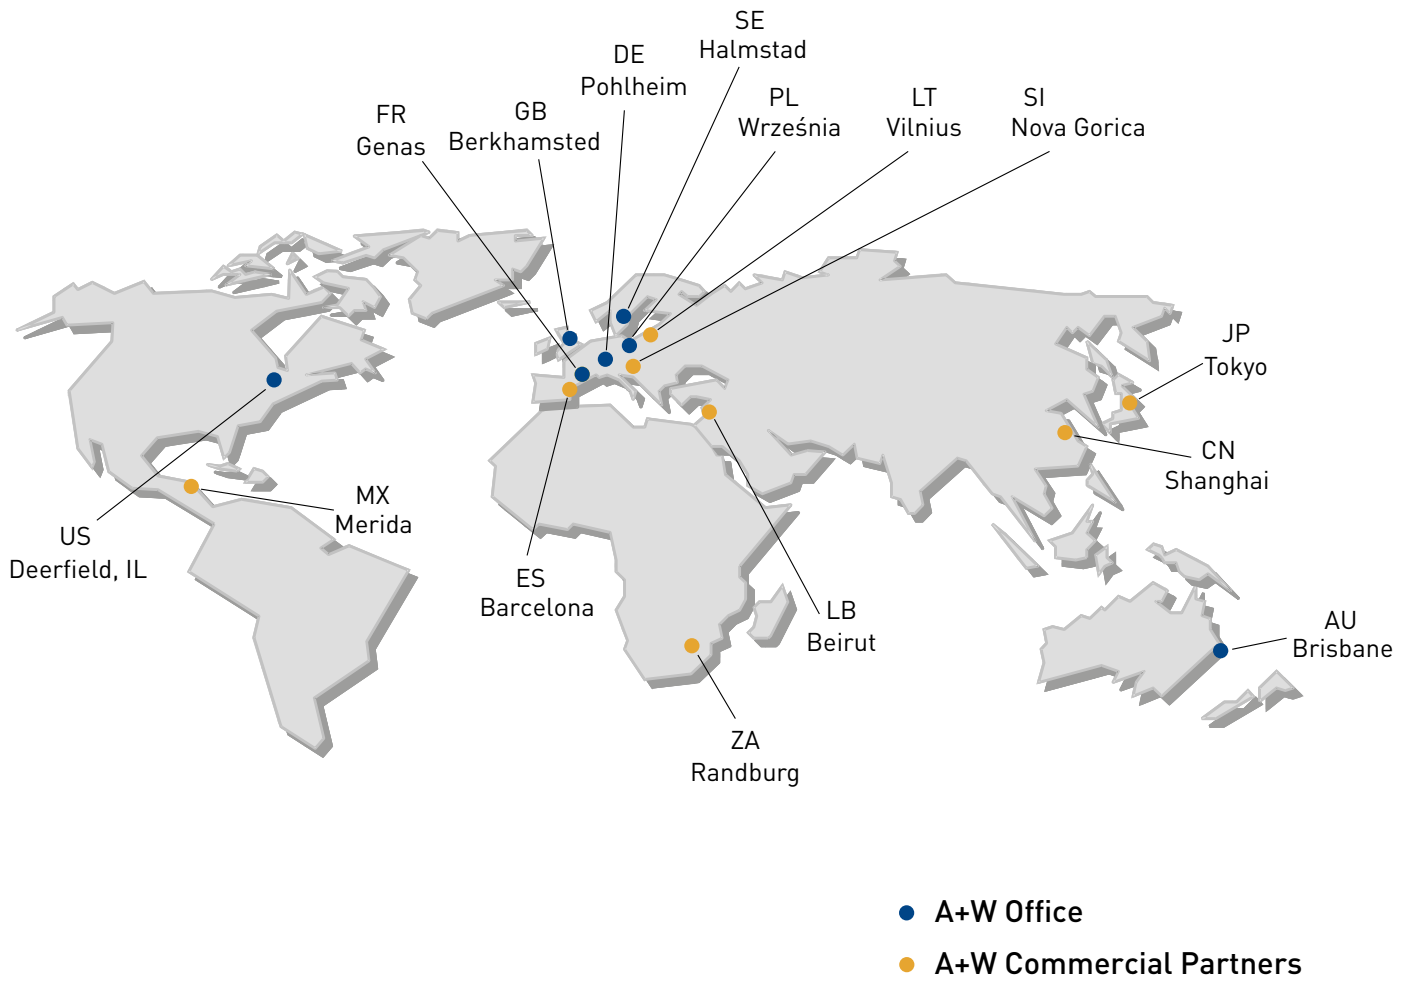 SE
Halmstad
DE
Pohlheim
PL
Września
LT
Vilnius
SI
Nova Gorica
FR
Genas
GB
Berkhamsted
JP
Tokyo
CN
Shanghai
MX
Merida
US
Deerfield, IL
ES
Barcelona
LB
Beirut
AU
Brisbane
ZA
Randburg
A+W Office
A+W Commercial Partners